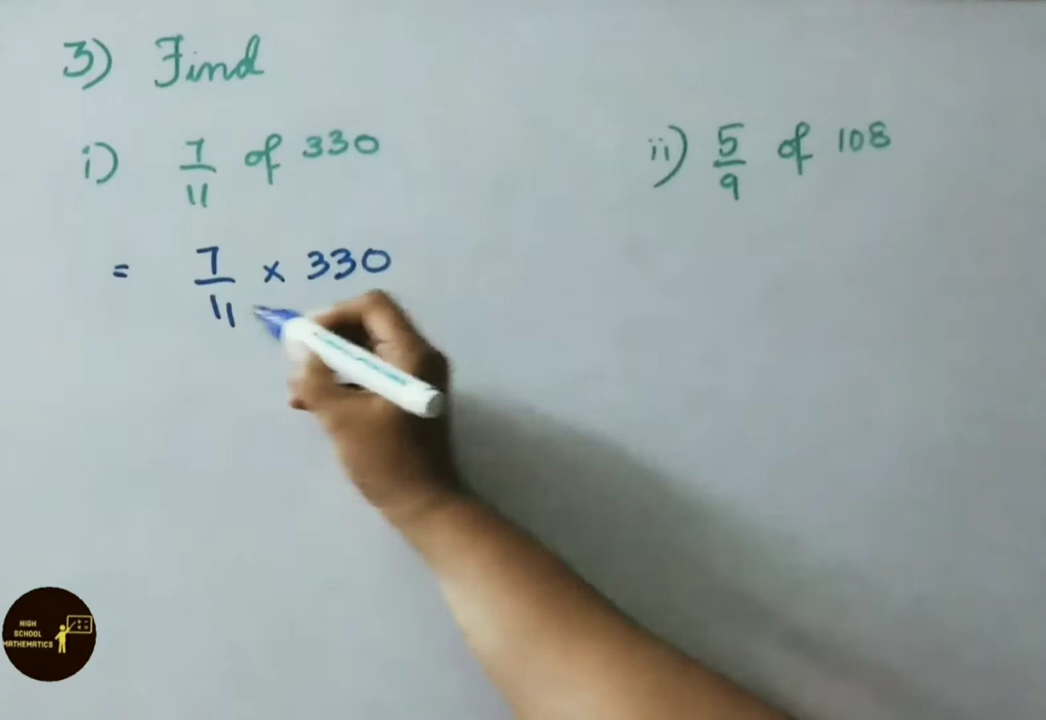 3) Find
i) 7/11 of 330
ii) 5/9 of 108
= 7/11 × 330
HIGH
SCHOOL
MATHEMATICS